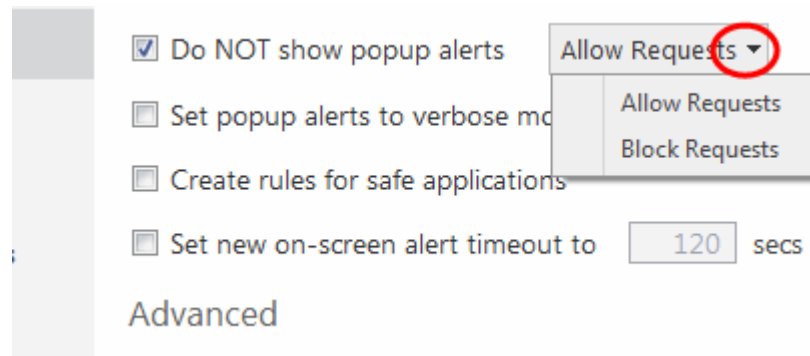 Do NOT show popup alerts Allow Requests
Allow Requests
Set popup alerts to verbose mo
Block Requests
Create rules for safe applications
Set new on-screen alert timeout to 120 secs
Advanced